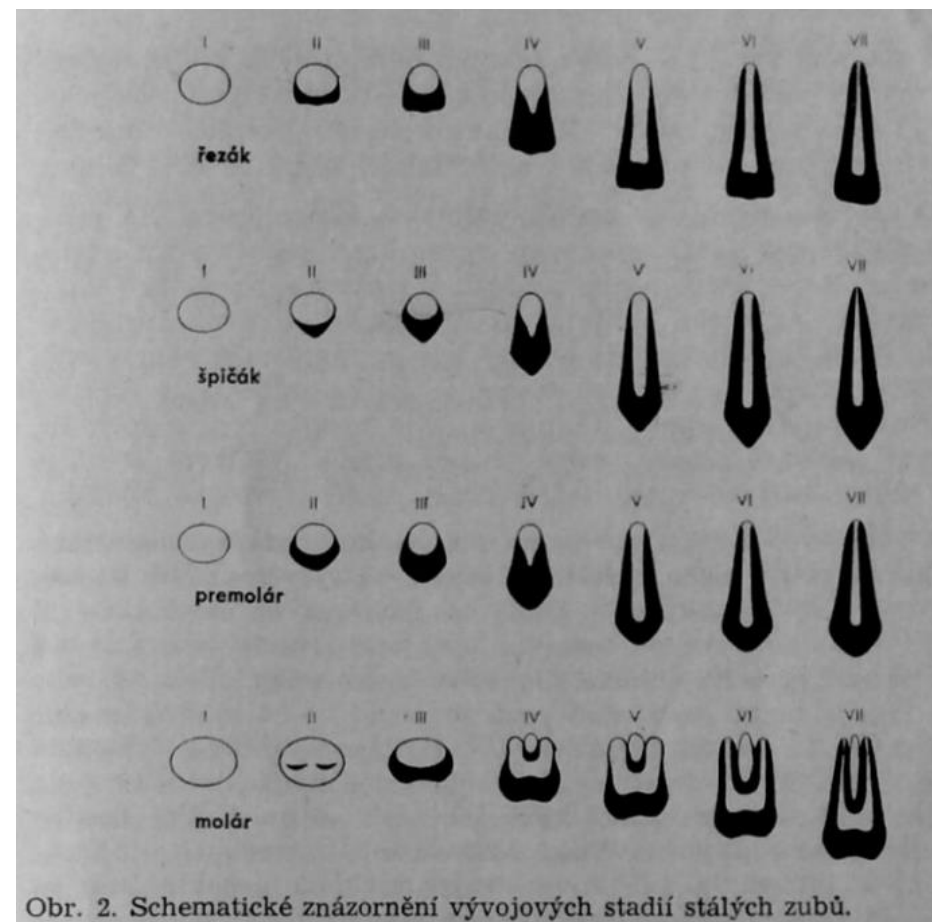 I II III IV V VI VII
řezák
I II III IV V VI VII
špičák
I II III IV V VI VII
premolár
I II III IV V VI VII
molár
Obr. 2. Schematické znázornění vývojových stadií stálých zubů.